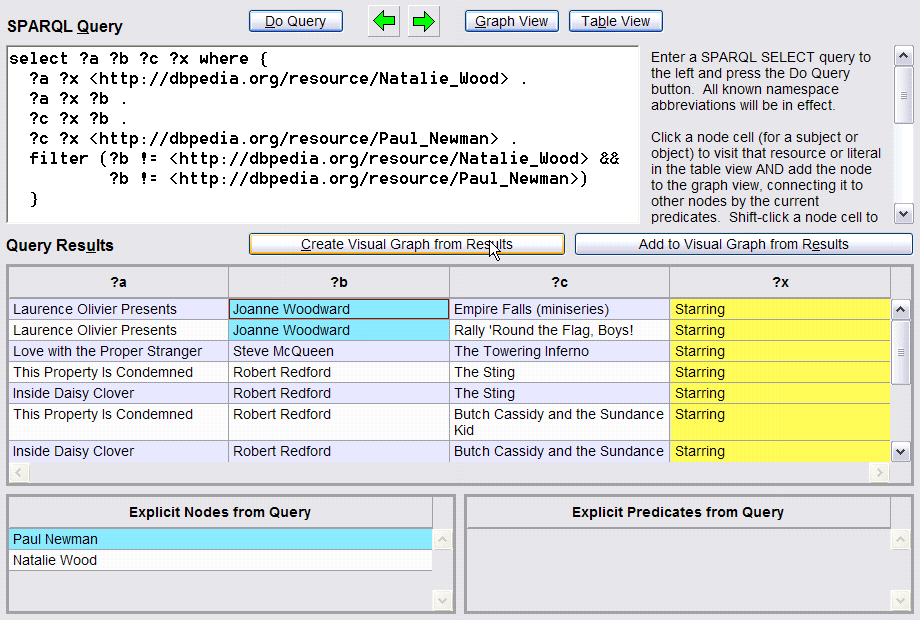 SPARQL Query
Do Query
Graph View
Table View
select ?a ?b ?c ?x where {
?a ?x <http://dbpedia.org/resource/Natalie_Wood> .
?a ?x ?b .
?c ?x ?b .
?c ?x <http://dbpedia.org/resource/Paul_Newman> .
filter (?b != <http://dbpedia.org/resource/Natalie_Wood> &&
?b != <http://dbpedia.org/resource/Paul_Newman>)
}
Enter a SPARQL SELECT query to
the left and press the Do Query
button. All known namespace
abbreviations will be in effect.
Click a node cell (for a subject or
object) to visit that resource or literal
in the table view AND add the node
to the graph view, connecting it to
other nodes by the current
predicates. Shift-click a node cell to
Query Results
Create Visual Graph from Results
Add to Visual Graph from Results
?a ?b ?c ?x
Laurence Olivier Presents Joanne Woodward Empire Falls (miniseries) Starring
Laurence Olivier Presents Joanne Woodward Rally 'Round the Flag, Boys! Starring
Love with the Proper Stranger Steve McQueen The Towering Inferno Starring
This Property Is Condemned Robert Redford The Sting Starring
Inside Daisy Clover Robert Redford The Sting Starring
This Property Is Condemned Robert Redford Butch Cassidy and the Sundance Starring
Kid
Inside Daisy Clover Robert Redford Butch Cassidy and the Sundance Starring
Explicit Nodes from Query
Paul Newman
Natalie Wood
Explicit Predicates from Query